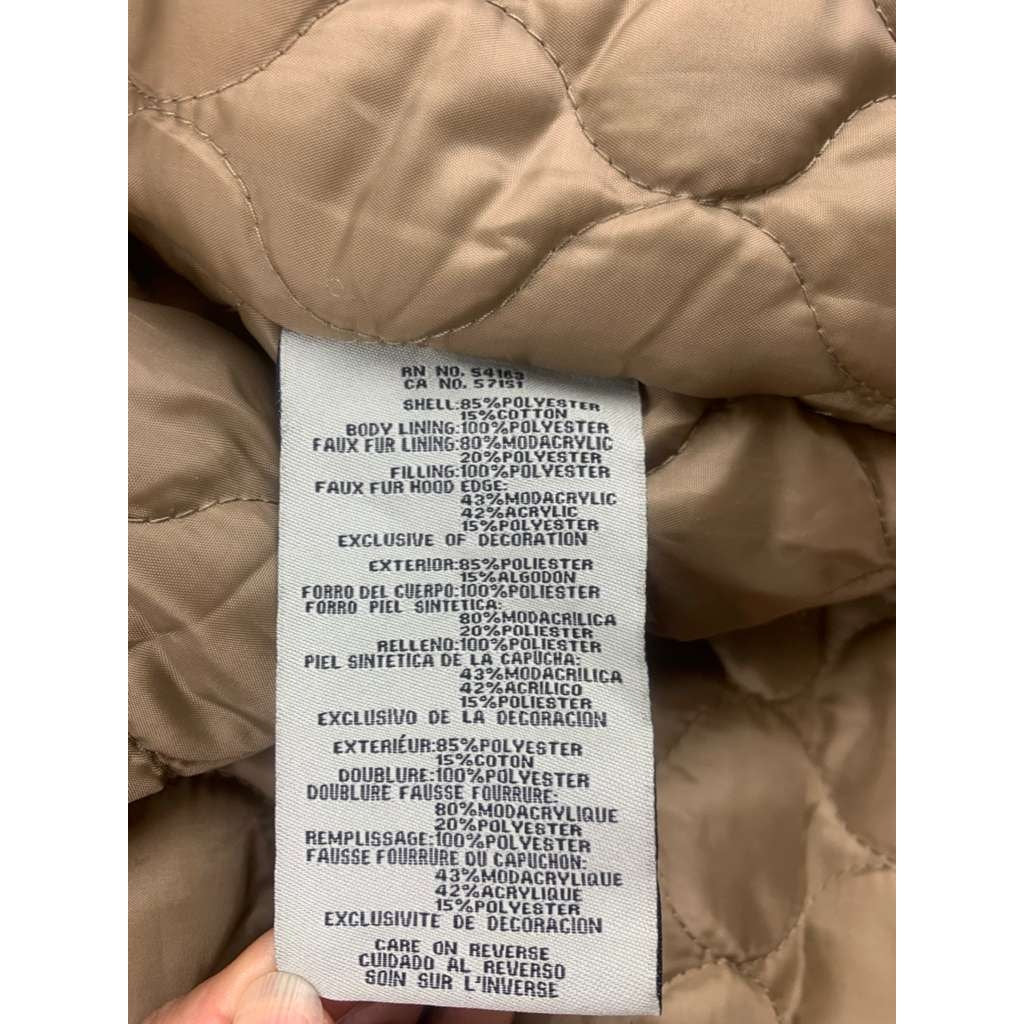 RN NO. 54163
CA NO. 57151
SHELL:85%POLYESTER
15%COTTON
BODY LINING:100%POLYESTER
FAUX FUR LINING:80%MODACRYLIC
20%POLYESTER
FILLING:100%POLYESTER
FAUX FUR HOOD EDGE:
43%MODACRYLIC
42%ACRYLIC
15%POLYESTER
EXCLUSIVE OF DECORATION
EXTERIOR:85%POLIESTER
15%ALGODON
FORRO DEL CUERPO:100%POLIESTER
FORRO PIEL SINTETICA:
80%MODACRILICA
20%POLIESTER
RELLENO:100%POLIESTER
PIEL SINTETICA DE LA CAPUCHA:
43%MODACRILICA
42%ACRILICO
15%POLIESTER
EXCLUSIVO DE LA DECORACION
EXTERIÉUR:85%POLYESTER
15%COTON
DOUBLURE:100%POLYESTER
DOUBLURE FAUSSE FOURRURE:
80%MODACRYLIQUE
20%POLYESTER
REMPLISSAGE:100%POLYESTER
FAUSSE FOURRURE DU CAPUCHON:
43%MODACRYLIQUE
42%ACRYLIQUE
15%POLYESTER
EXCLUSIVITE DE DECORACION
CARE ON REVERSE
CUIDADO AL REVERSO
SOIN SUR L'INVERSE